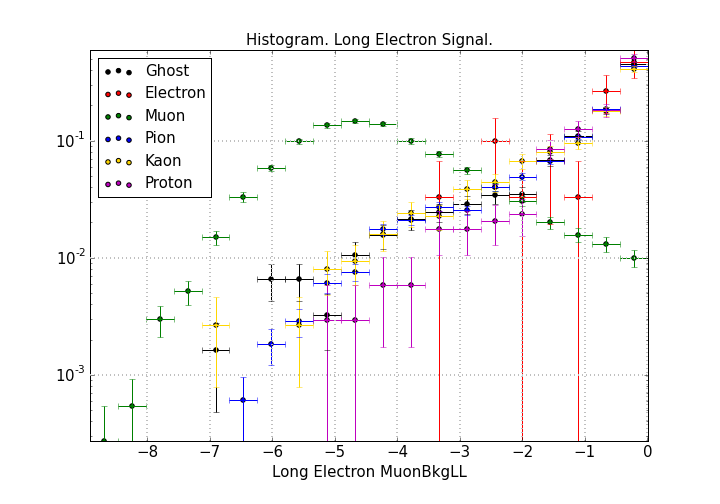 Histogram. Long Electron Signal.
Ghost
Electron
Muon
Pion
Kaon
Proton
10⁻¹
10⁻²
10⁻³
−8 −7 −6 −5 −4 −3 −2 −1 0
Long Electron MuonBkgLL